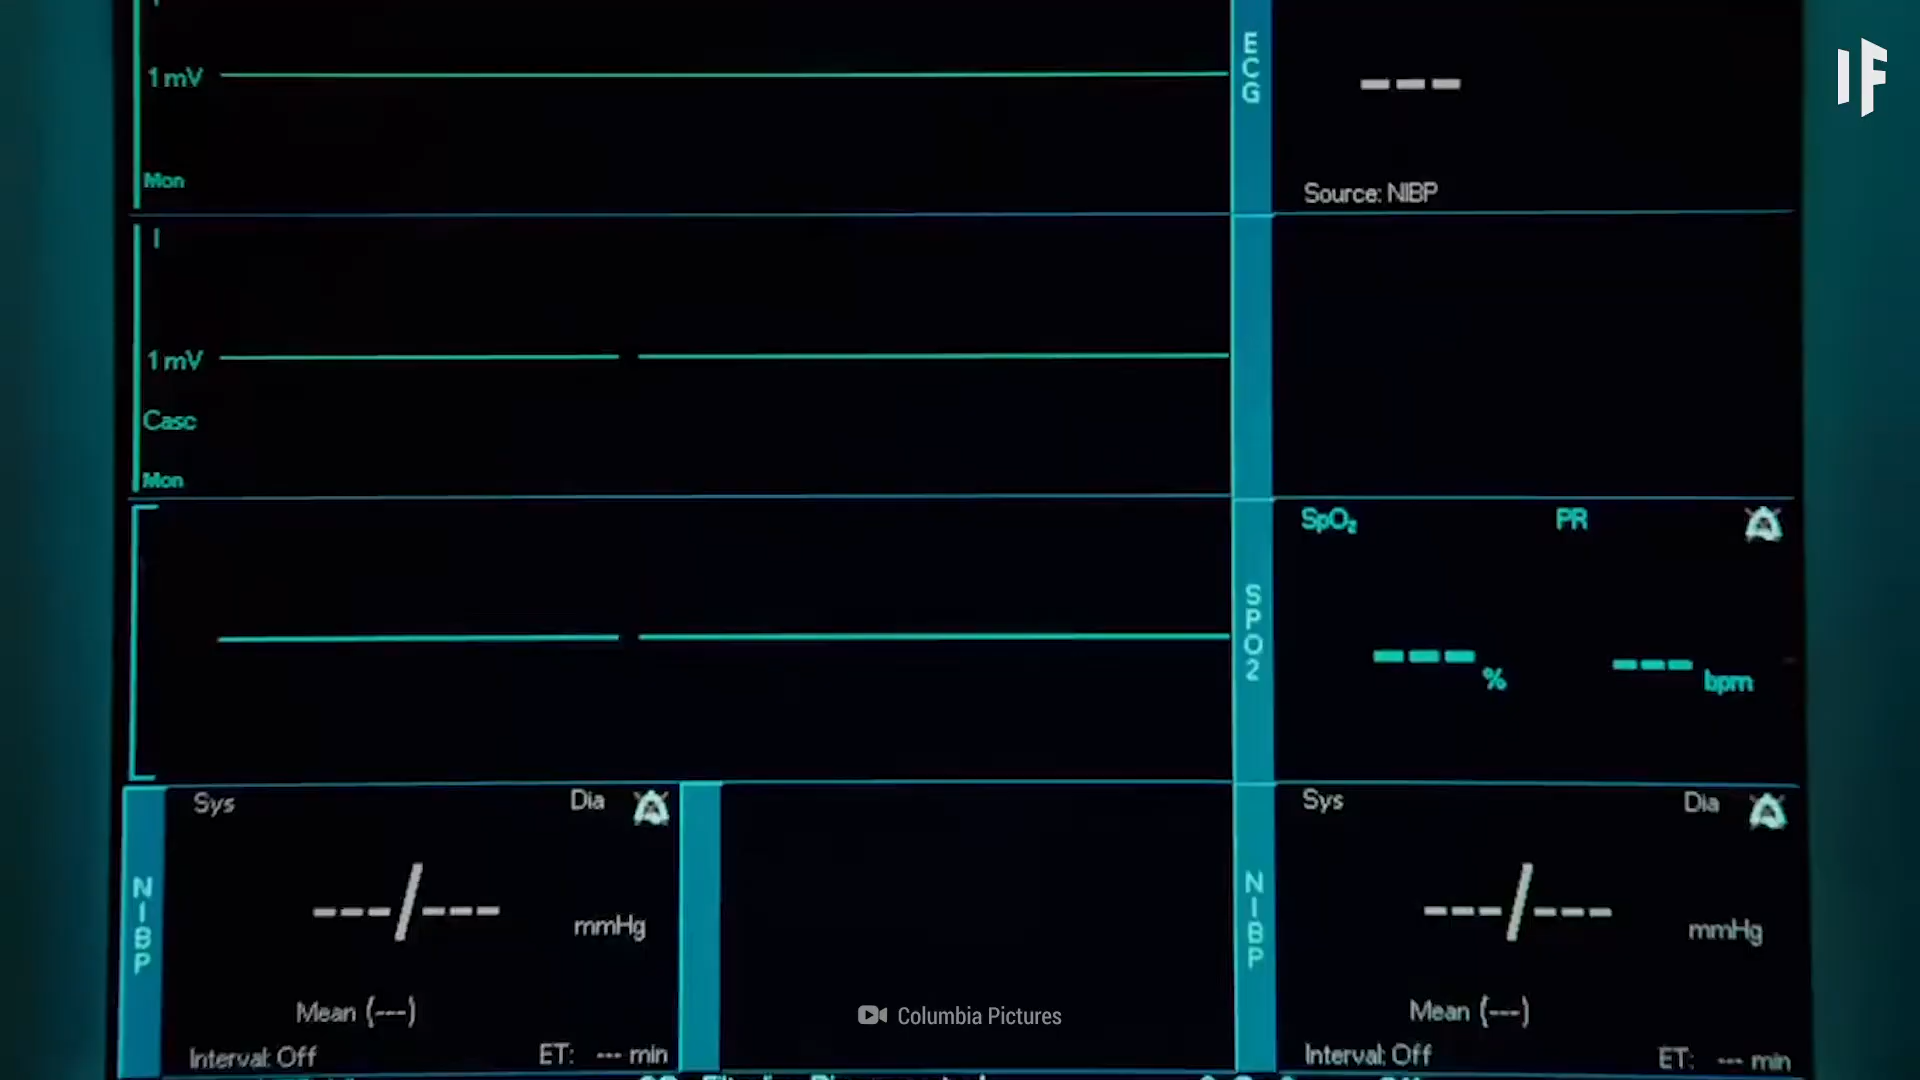 IF
1 mV
ECG
---
Mon
Source: NIBP
I
1 mV
Casc
Mon
SpO₂
PR
SPO2
--- %
--- bpm
Sys
Dia
NIBP
---/---
mmHg
Mean (---)
Interval: Off
ET: --- min
Columbia Pictures
Sys
Dia
NIBP
---/---
mmHg
Mean (---)
Interval: Off
ET: --- min